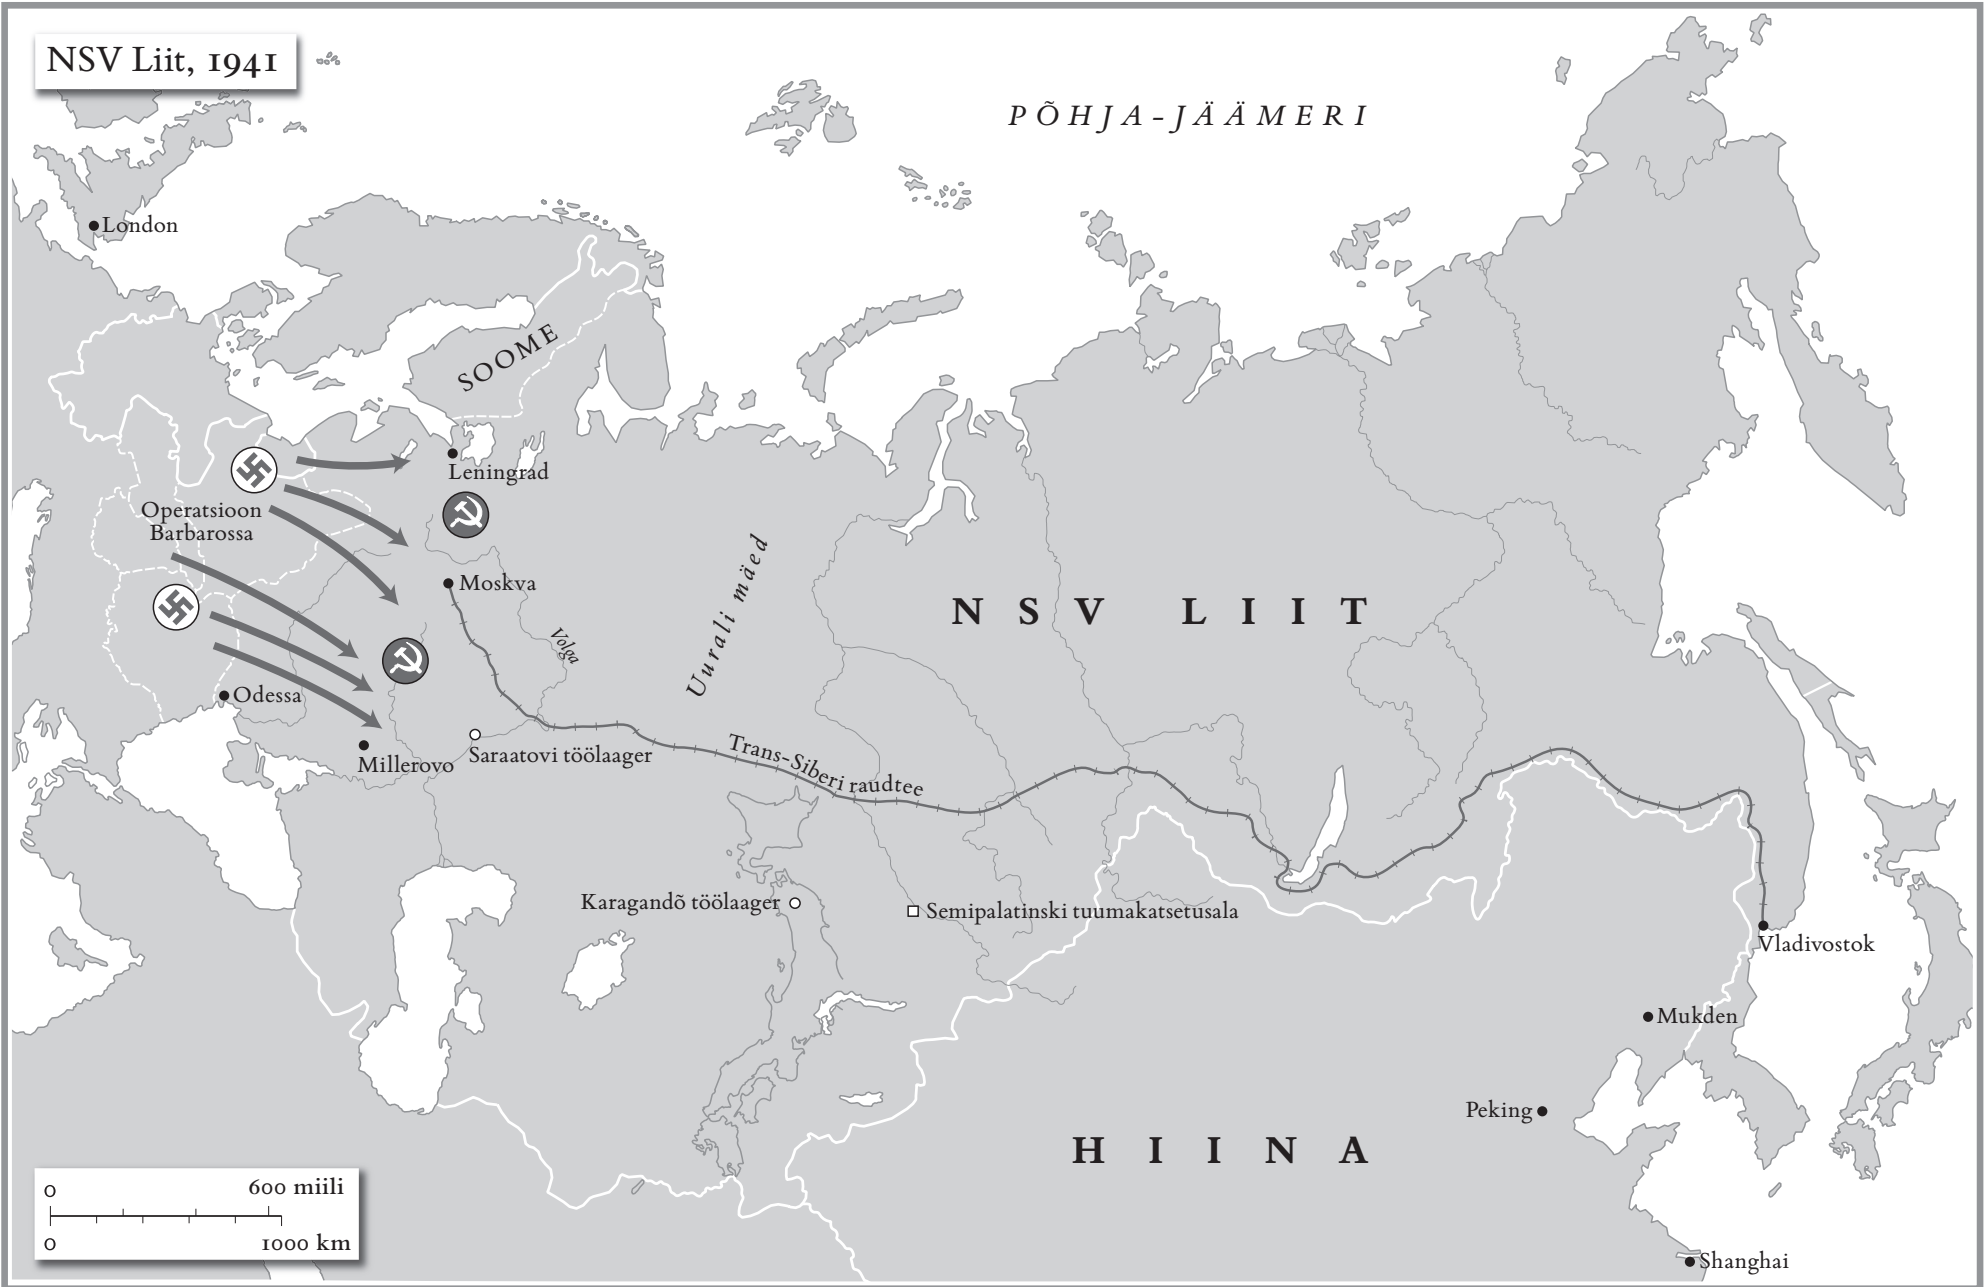 NSV Liit, 1941
PÕHJA-JÄÄMERI
London
SOOME
Leningrad
Operatsioon
Barbarossa
Moskva
Volga
Uurali mäed
NSV LIIT
Odessa
Millerovo
Saraatovi töölaager
Trans-Siberi raudtee
Karagandõ töölaager
Semipalatinski tuumakatsetusala
Vladivostok
Mukden
Peking
HIINA
Shanghai
0 600 miili
0 1000 km